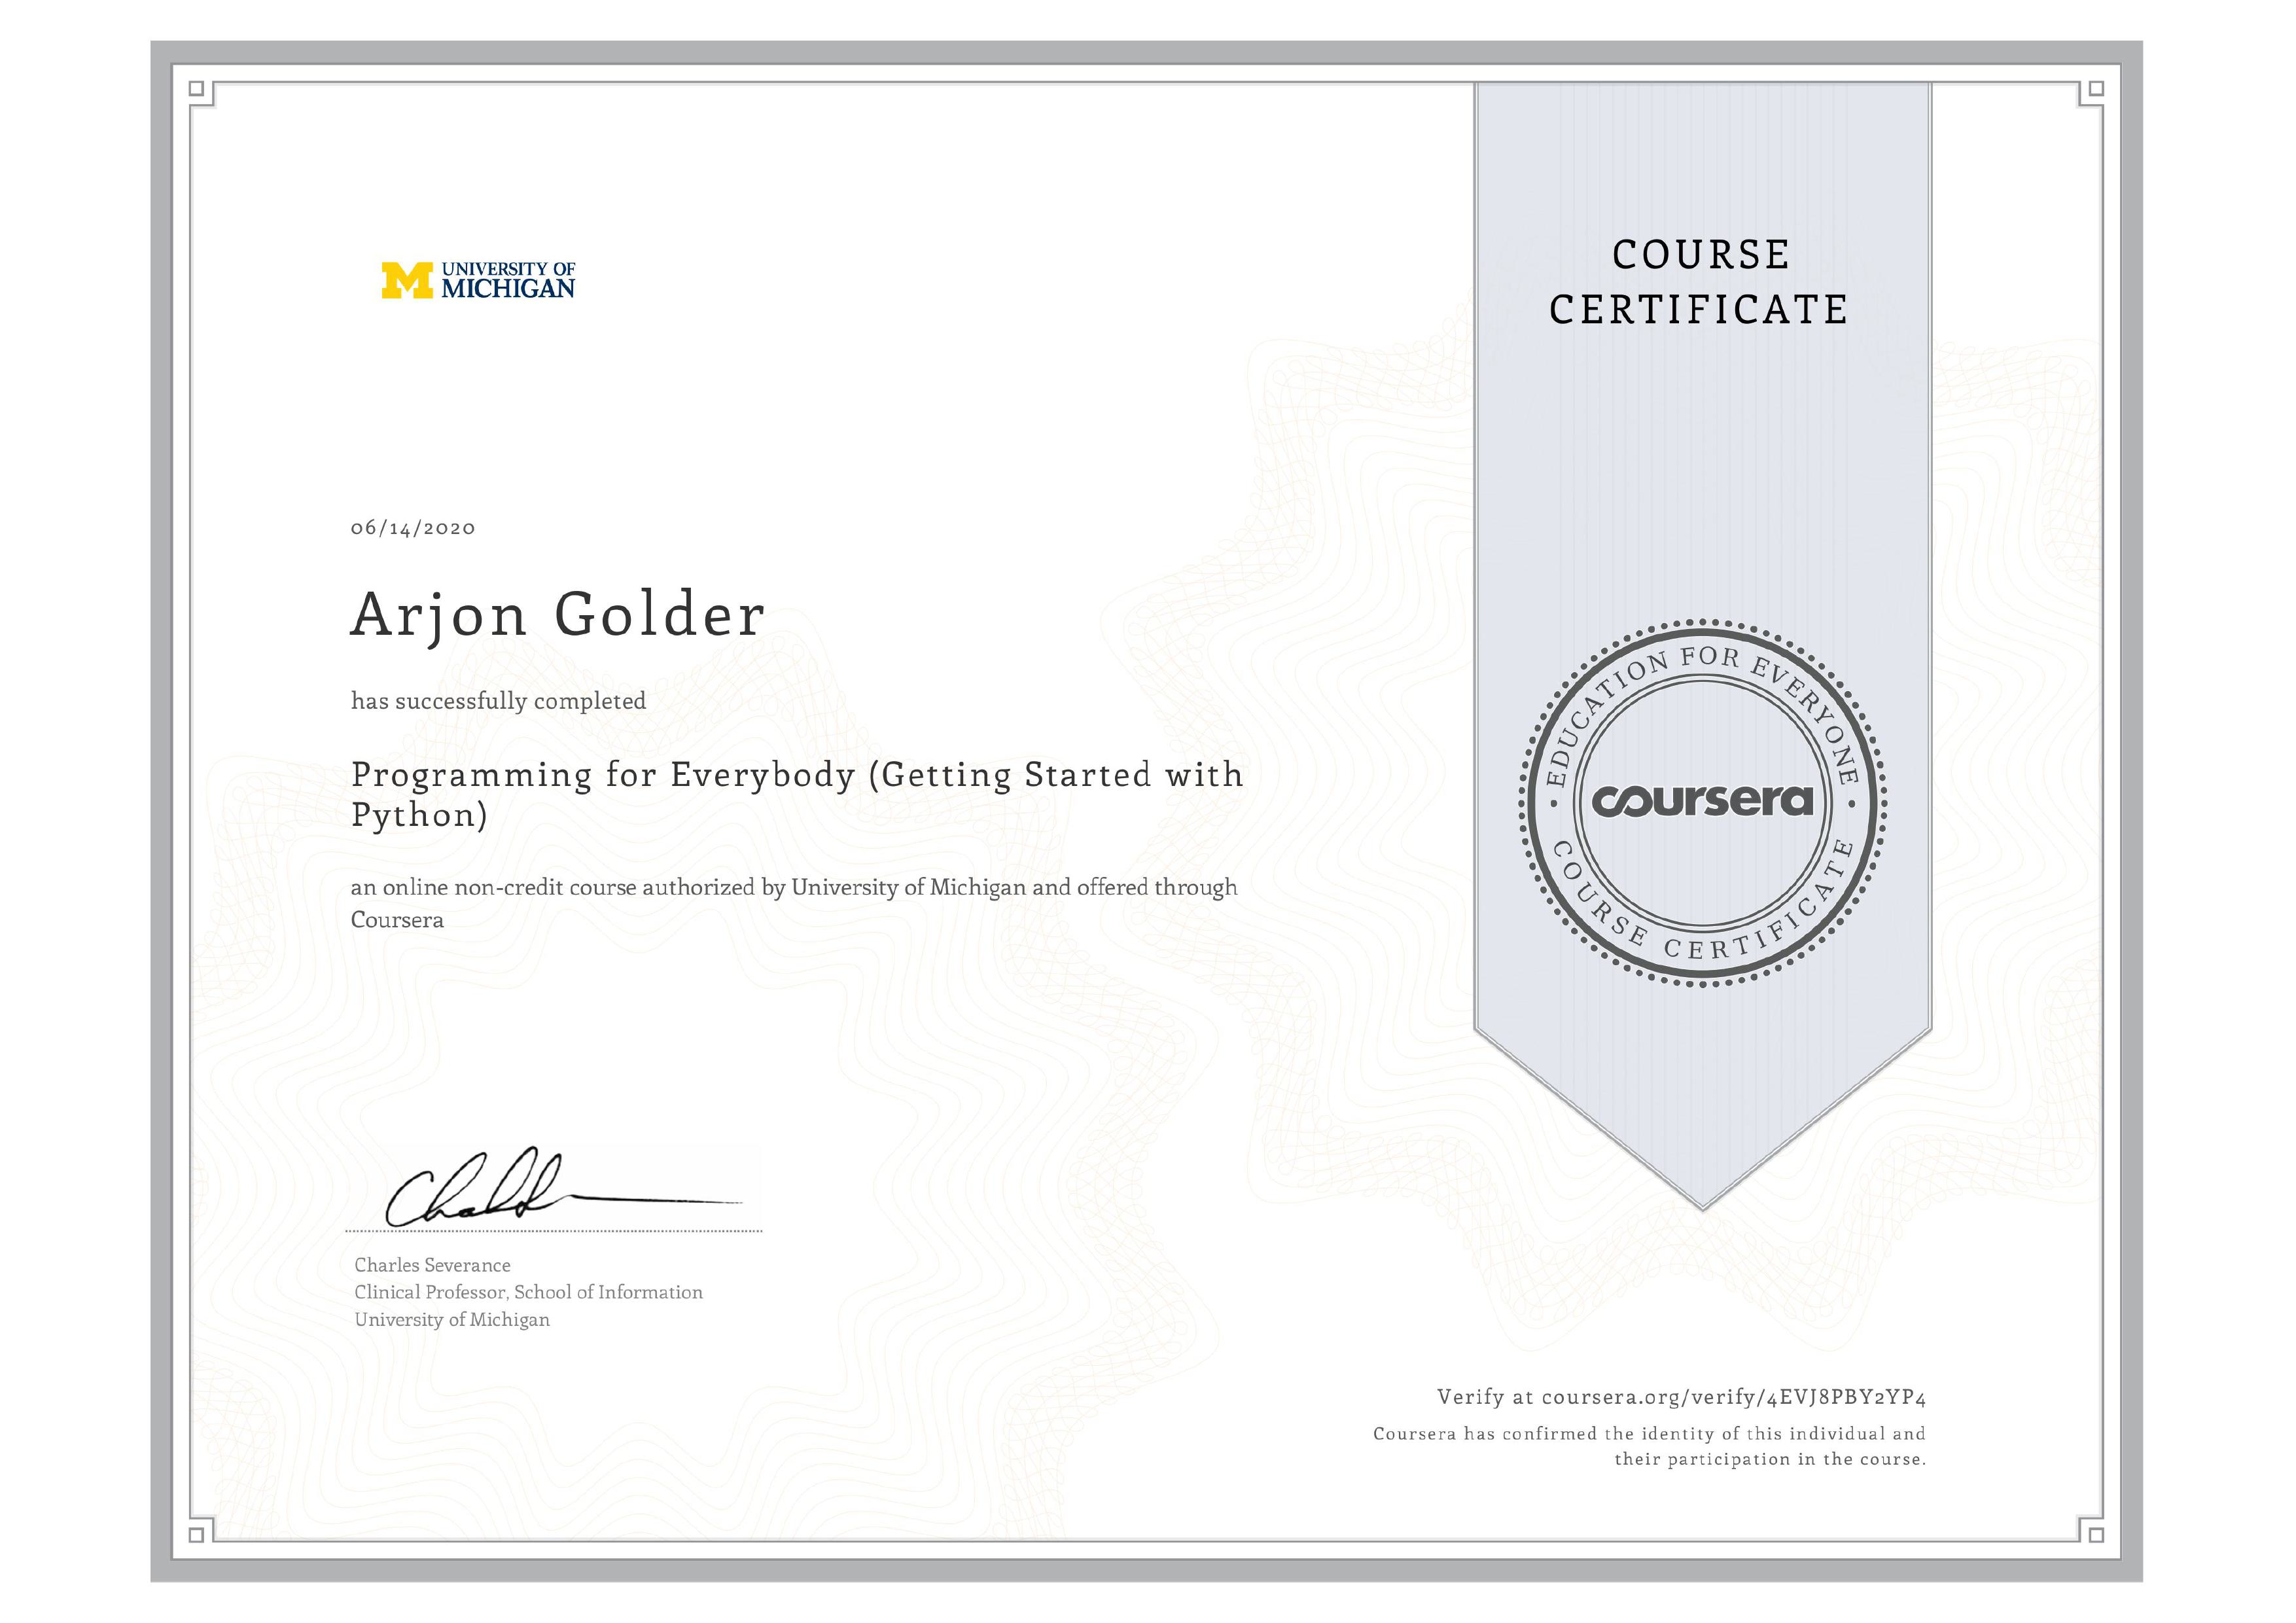 UNIVERSITY OF
MICHIGAN
COURSE
CERTIFICATE
06/14/2020
Arjon Golder
has successfully completed
Programming for Everybody (Getting Started with
Python)
an online non-credit course authorized by University of Michigan and offered through
Coursera
EDUCATION FOR EVERYONE
coursera
COURSE CERTIFICATE
Charles Severance
Clinical Professor, School of Information
University of Michigan
Verify at coursera.org/verify/4EVJ8PBY2YP4
Coursera has confirmed the identity of this individual and
their participation in the course.